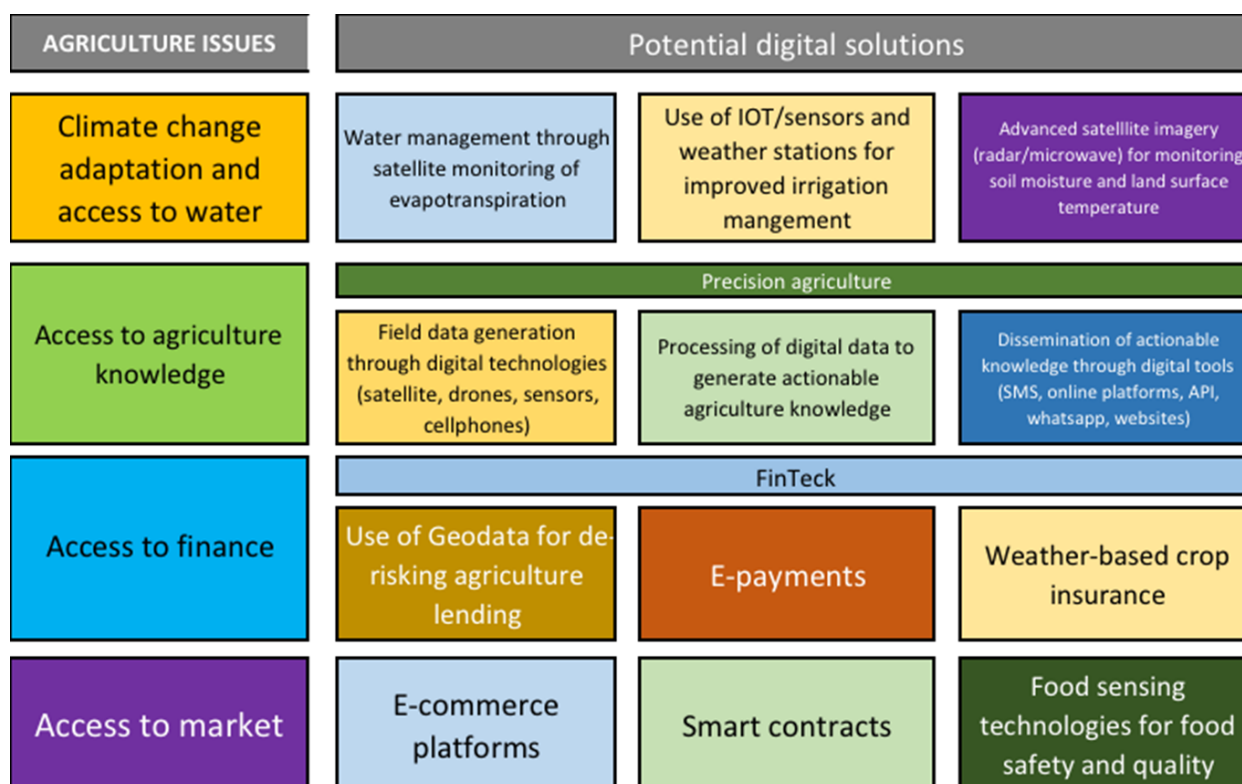 AGRICULTURE ISSUES
Potential digital solutions
Climate change
adaptation and
access to water
Water management through
satellite monitoring of
evapotranspiration
Use of IOT/sensors and
weather stations for
improved irrigation
mangement
Advanced satelllite imagery
(radar/microwave) for monitoring
soil moisture and land surface
temperature
Access to agriculture
knowledge
Precision agriculture
Field data generation
through digital technologies
(satellite, drones, sensors,
cellphones)
Processing of digital data to
generate actionable
agriculture knowledge
Dissemination of actionable
knowledge through digital tools
(SMS, online platforms, API,
whatsapp, websites)
Access to finance
FinTeck
Use of Geodata for de-
risking agriculture
lending
E-payments
Weather-based crop
insurance
Access to market
E-commerce
platforms
Smart contracts
Food sensing
technologies for food
safety and quality